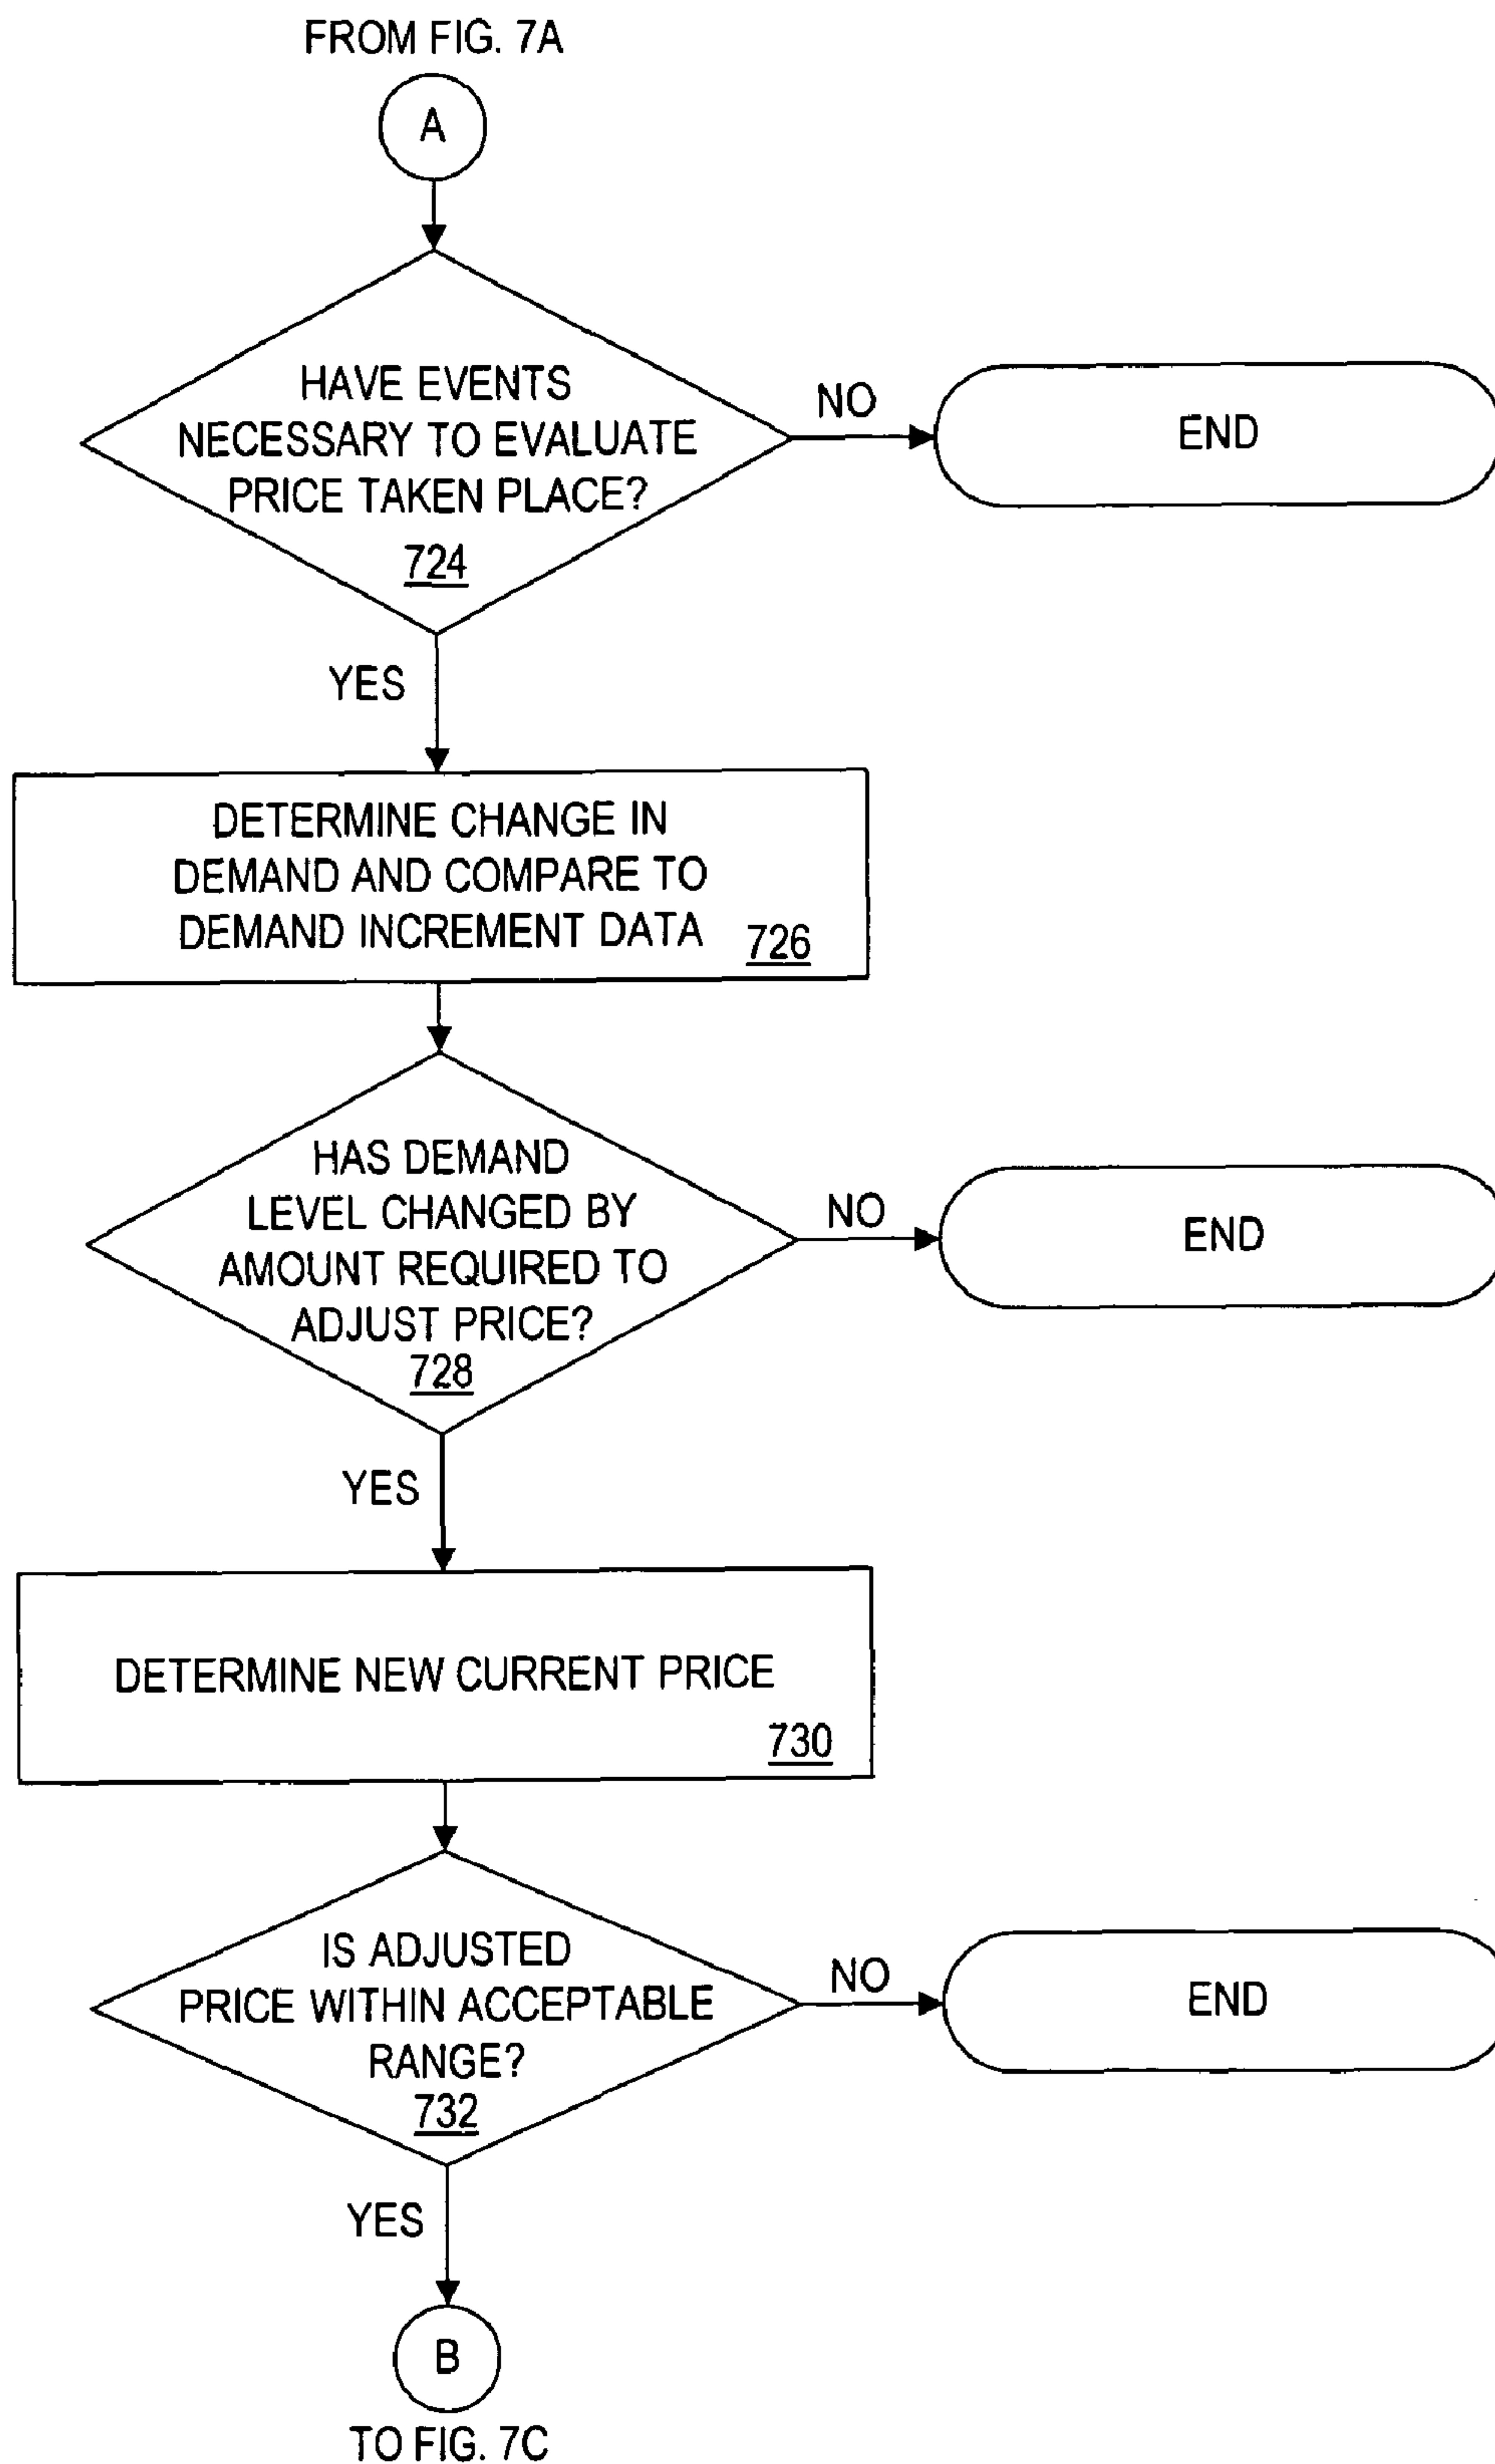 FROM FIG. 7A
A
HAVE EVENTS
NECESSARY TO EVALUATE
PRICE TAKEN PLACE?
724
NO
END
YES
DETERMINE CHANGE IN
DEMAND AND COMPARE TO
DEMAND INCREMENT DATA
726
HAS DEMAND
LEVEL CHANGED BY
AMOUNT REQUIRED TO
ADJUST PRICE?
728
NO
END
YES
DETERMINE NEW CURRENT PRICE
730
IS ADJUSTED
PRICE WITHIN ACCEPTABLE
RANGE?
732
NO
END
YES
B
TO FIG. 7C